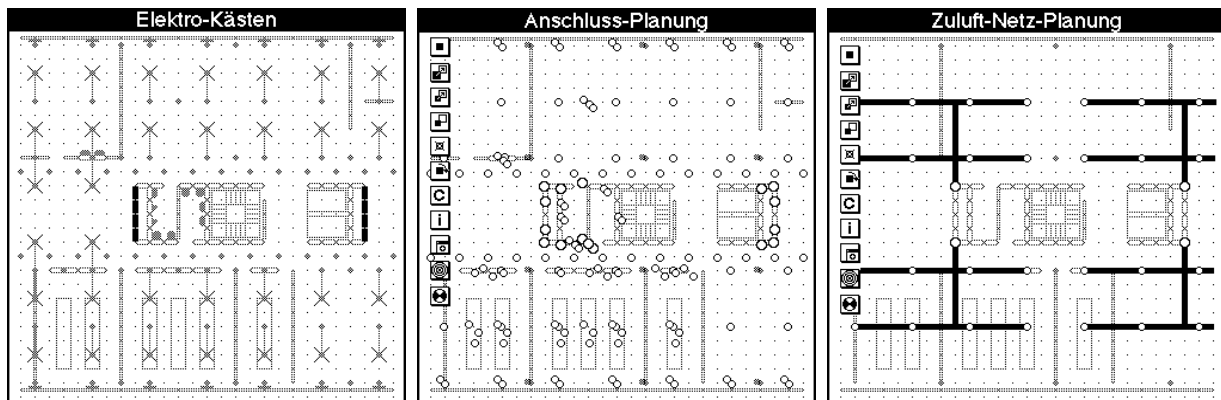 Elektro-Kästen
Anschluss-Planung
Zuluft-Netz-Planung
C
i
C
i